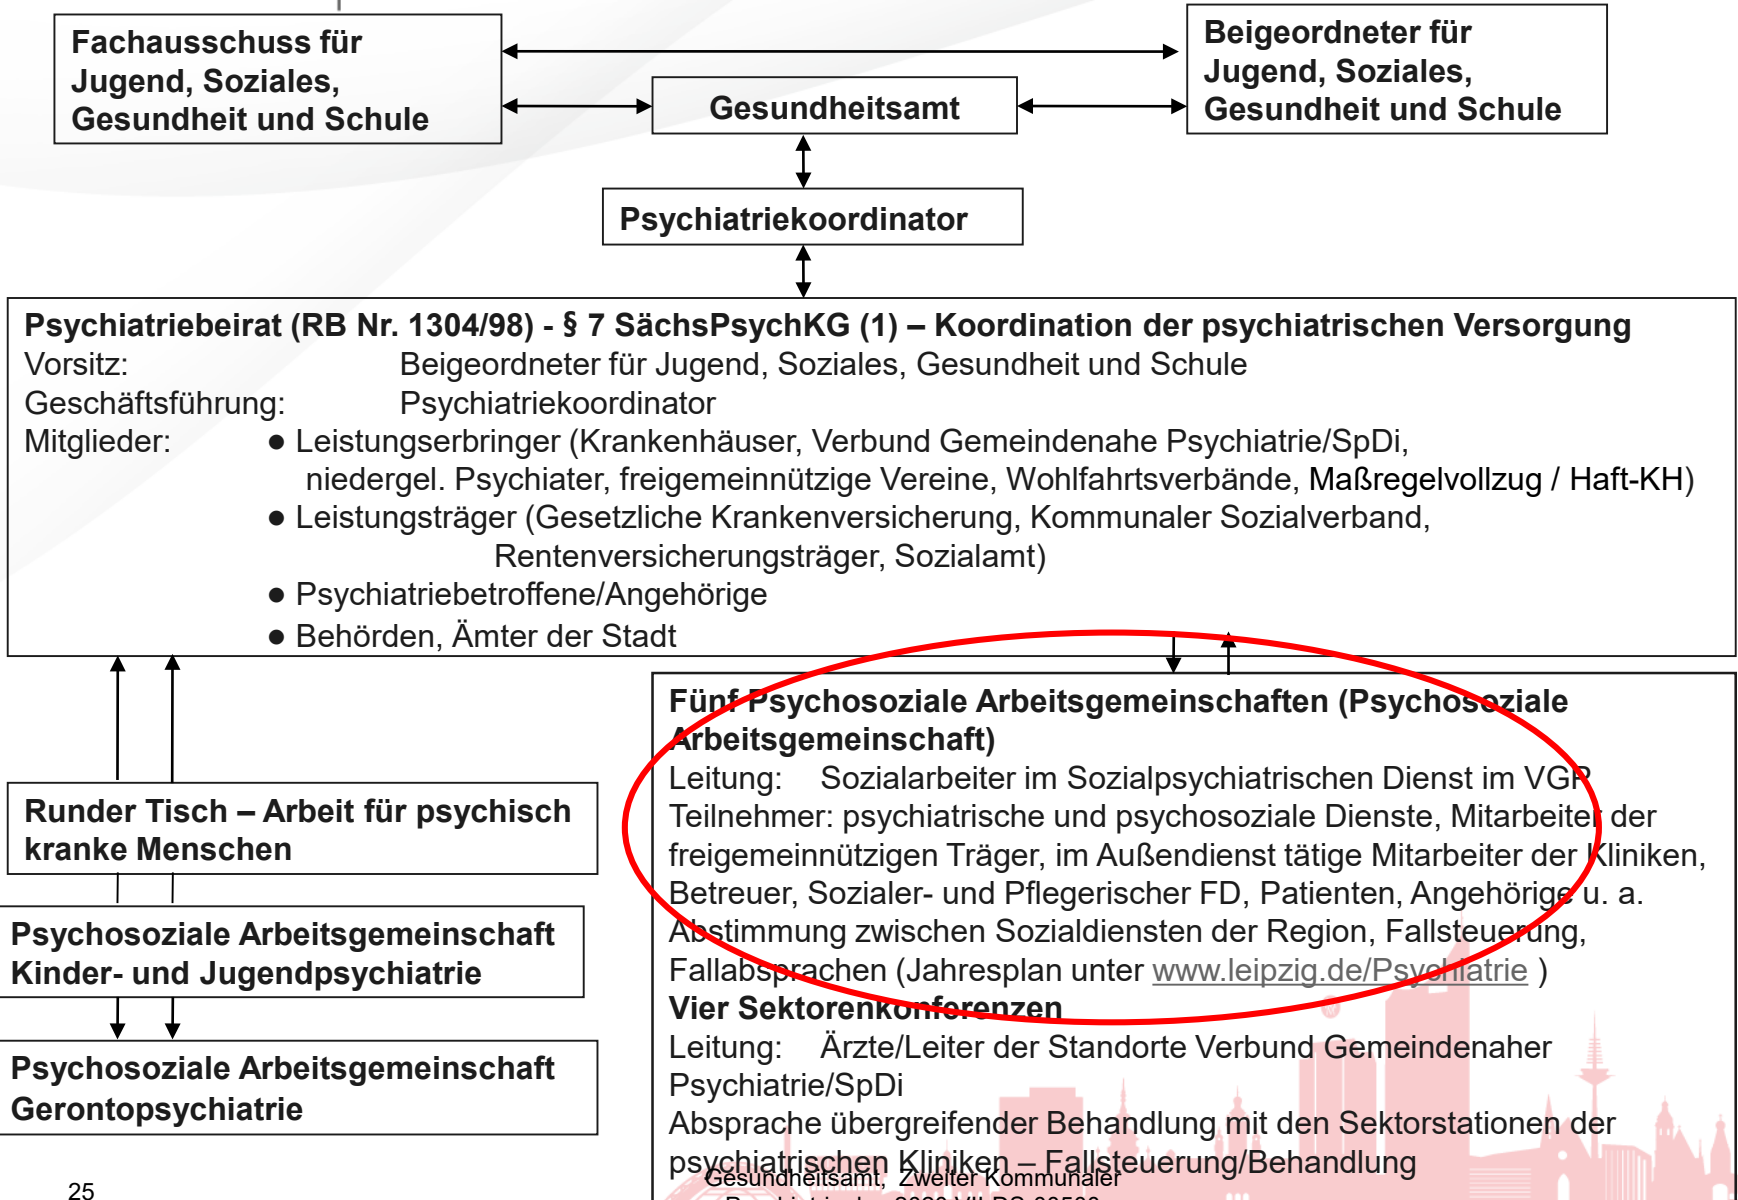 Fachausschuss für
Jugend, Soziales,
Gesundheit und Schule
Beigeordneter für
Jugend, Soziales,
Gesundheit und Schule
Gesundheitsamt
Psychiatriekoordinator
Psychiatriebeirat (RB Nr. 1304/98) - § 7 SächsPsychKG (1) – Koordination der psychiatrischen Versorgung
Vorsitz: Beigeordneter für Jugend, Soziales, Gesundheit und Schule
Geschäftsführung: Psychiatriekoordinator
Mitglieder: ● Leistungserbringer (Krankenhäuser, Verbund Gemeindenahe Psychiatrie/SpDi,
niedergel. Psychiater, freigemeinnützige Vereine, Wohlfahrtsverbände, Maßregelvollzug / Haft-KH)
● Leistungsträger (Gesetzliche Krankenversicherung, Kommunaler Sozialverband,
Rentenversicherungsträger, Sozialamt)
● Psychiatriebetroffene/Angehörige
● Behörden, Ämter der Stadt
Runder Tisch – Arbeit für psychisch
kranke Menschen
Psychosoziale Arbeitsgemeinschaft
Kinder- und Jugendpsychiatrie
Psychosoziale Arbeitsgemeinschaft
Gerontopsychiatrie
Fünf Psychosoziale Arbeitsgemeinschaften (Psychosoziale
Arbeitsgemeinschaft)
Leitung: Sozialarbeiter im Sozialpsychiatrischen Dienst im VGP
Teilnehmer: psychiatrische und psychosoziale Dienste, Mitarbeiter der
freigemeinnützigen Träger, im Außendienst tätige Mitarbeiter der Kliniken,
Betreuer, Sozialer- und Pflegerischer FD, Patienten, Angehörige u. a.
Abstimmung zwischen Sozialdiensten der Region, Fallsteuerung,
Fallabsprachen (Jahresplan unter www.leipzig.de/Psychiatrie )
Vier Sektorenkonferenzen
Leitung: Ärzte/Leiter der Standorte Verbund Gemeindenaher
Psychiatrie/SpDi
Absprache übergreifender Behandlung mit den Sektorstationen der
psychiatrischen Kliniken – Fallsteuerung/Behandlung
Gesundheitsamt, Zweiter Kommunaler
25